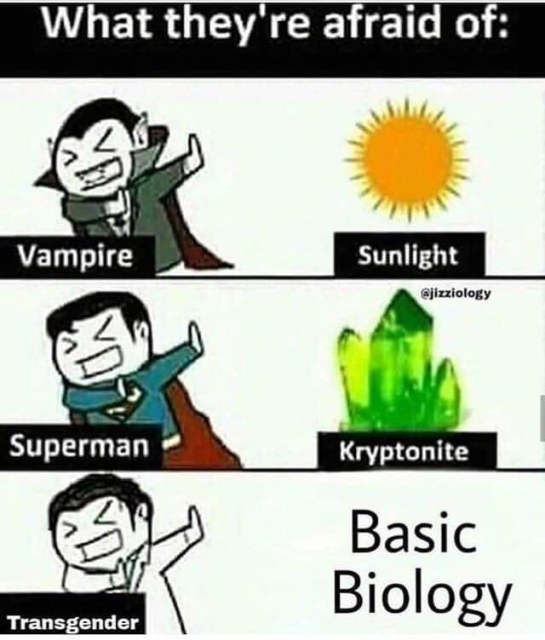 What they're afraid of:
Vampire
Sunlight
@jizziology
Superman
Kryptonite
Basic
Biology
Transgender